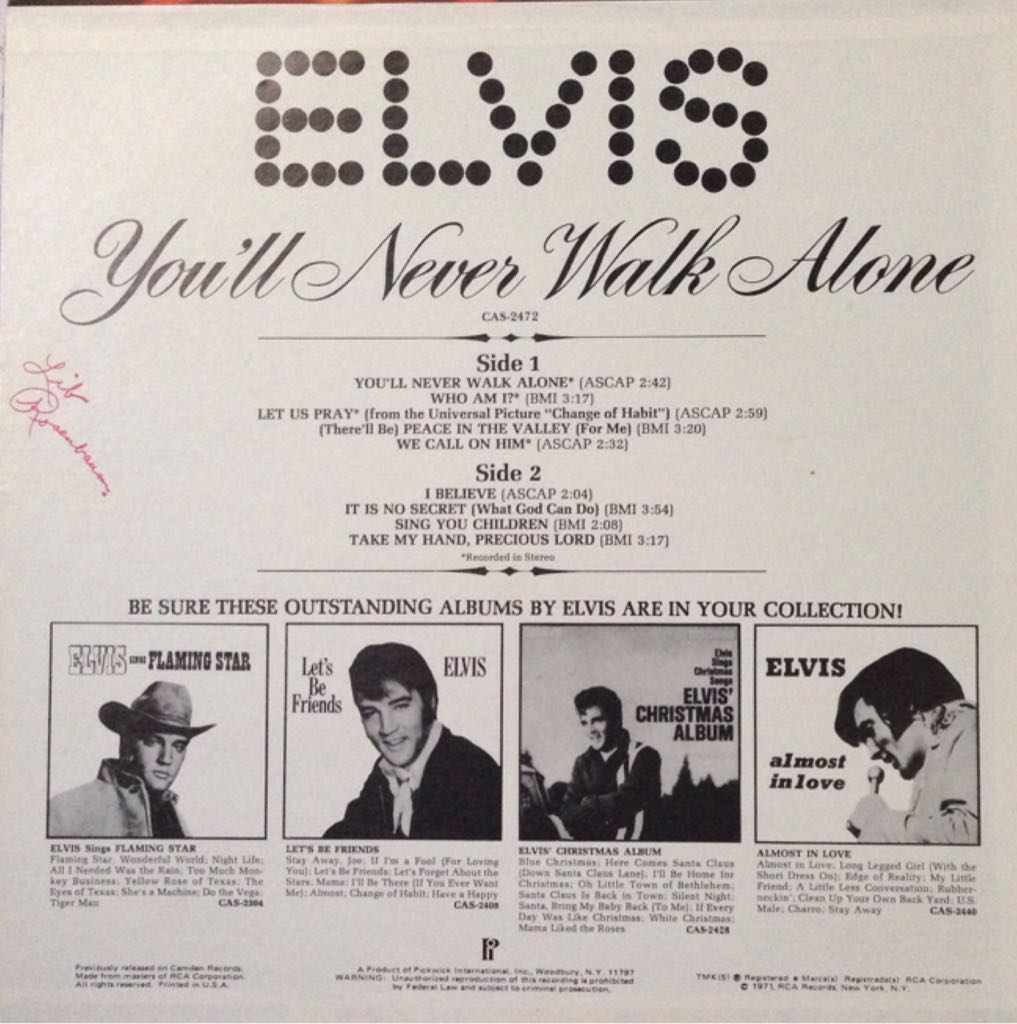 ELVIS
You'll Never Walk Alone
CAS-2472
Side 1
YOU'LL NEVER WALK ALONE* (ASCAP 2:42)
WHO AM I?* (BMI 3:17)
LET US PRAY* (from the Universal Picture "Change of Habit") (ASCAP 2:59)
(There'll Be) PEACE IN THE VALLEY (For Me) (BMI 3:20)
WE CALL ON HIM* (ASCAP 2:32)
Lib
Rosenbaum
Side 2
I BELIEVE (ASCAP 2:04)
IT IS NO SECRET (What God Can Do) (BMI 3:54)
SING YOU CHILDREN (BMI 2:08)
TAKE MY HAND, PRECIOUS LORD (BMI 3:17)
*Recorded in Stereo
BE SURE THESE OUTSTANDING ALBUMS BY ELVIS ARE IN YOUR COLLECTION!
ELVIS SINGS FLAMING STAR
Let's
Be
Friends
ELVIS
Elvis
Sings
Christmas
Songs
ELVIS'
CHRISTMAS
ALBUM
ELVIS
almost
in love
ELVIS Sings FLAMING STAR
Flaming Star, Wonderful World; Night Life;
All I Needed Was the Rain; Too Much Mon-
key Business; Yellow Rose of Texas; The
Eyes of Texas; She's a Machine; Do the Vega;
Tiger Man CAS-2304
LET'S BE FRIENDS
Stay Away, Joe; If I'm a Fool (For Loving
You); Let's Be Friends; Let's Forget About the
Stars; Mama; I'll Be There (If You Ever Want
Me); Almost; Change of Habit; Have a Happy
CAS-2408
ELVIS' CHRISTMAS ALBUM
Blue Christmas; Here Comes Santa Claus
(Down Santa Claus Lane), I'll Be Home for
Christmas; Oh Little Town of Bethlehem;
Santa Claus Is Back in Town; Silent Night;
Santa, Bring My Baby Back (To Me); If Every
Day Was Like Christmas; White Christmas;
Mama Liked the Roses CAS-2428
ALMOST IN LOVE
Almost in Love; Long Legged Girl (With the
Short Dress On); Edge of Reality; My Little
Friend; A Little Less Conversation; Rubber-
neckin'; Clean Up Your Own Back Yard; U.S.
Male; Charro; Stay Away CAS-2440
P
Previously released on Camden Records.
Made from masters of RCA Corporation.
All rights reserved. Printed in U.S.A.
A Product of Pickwick International, Inc., Woodbury, N.Y. 11797
WARNING: Unauthorized reproduction of this recording is prohibited
by Federal Law and subject to criminal prosecution.
TMK(S) ® Registered • Marca(s) Registrada(s) RCA Corporation
© 1971, RCA Records, New York, N.Y.